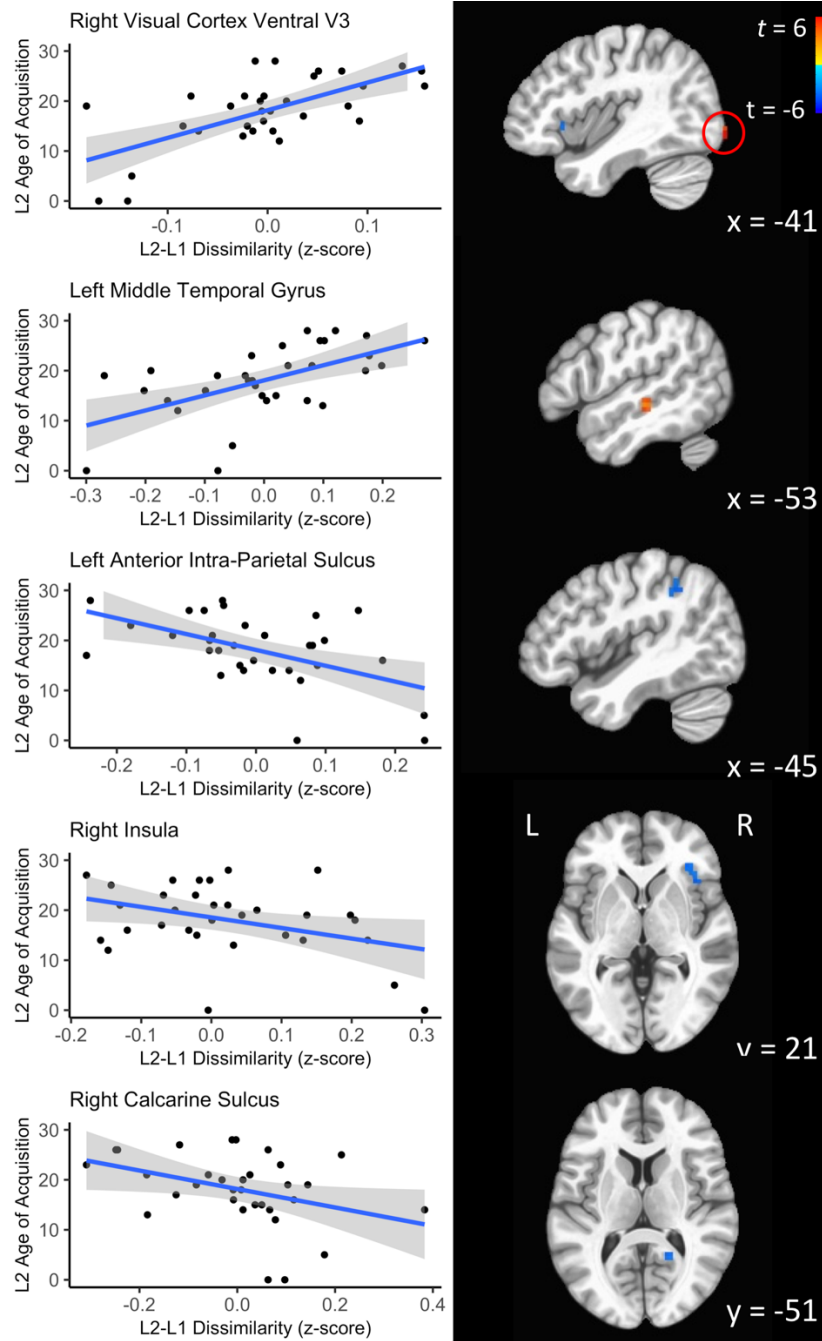 Right Visual Cortex Ventral V3
30
20
10
0
L2 Age of Acquisition
-0.1 0.0 0.1
L2-L1 Dissimilarity (z-score)
t = 6
t = -6
x = -41
Left Middle Temporal Gyrus
30
20
10
0
L2 Age of Acquisition
-0.3 -0.2 -0.1 0.0 0.1 0.2
L2-L1 Dissimilarity (z-score)
x = -53
Left Anterior Intra-Parietal Sulcus
30
20
10
0
L2 Age of Acquisition
-0.2 -0.1 0.0 0.1 0.2
L2-L1 Dissimilarity (z-score)
x = -45
Right Insula
30
20
10
0
L2 Age of Acquisition
-0.2 -0.1 0.0 0.1 0.2 0.3
L2-L1 Dissimilarity (z-score)
L R
y = 21
Right Calcarine Sulcus
30
20
10
0
L2 Age of Acquisition
-0.2 0.0 0.2 0.4
L2-L1 Dissimilarity (z-score)
y = -51